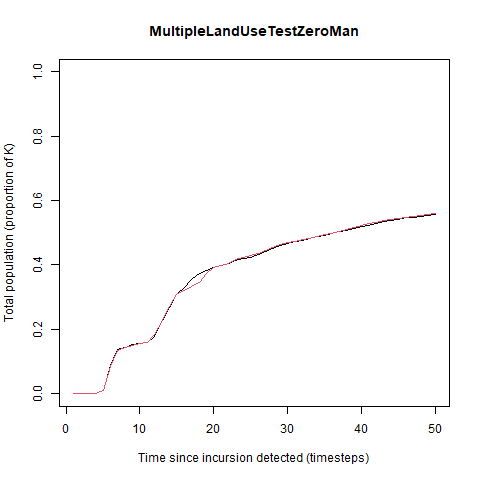 MultipleLandUseTestZeroMan
Total population (proportion of K)
1.0
0.8
0.6
0.4
0.2
0.0
0 10 20 30 40 50
Time since incursion detected (timesteps)